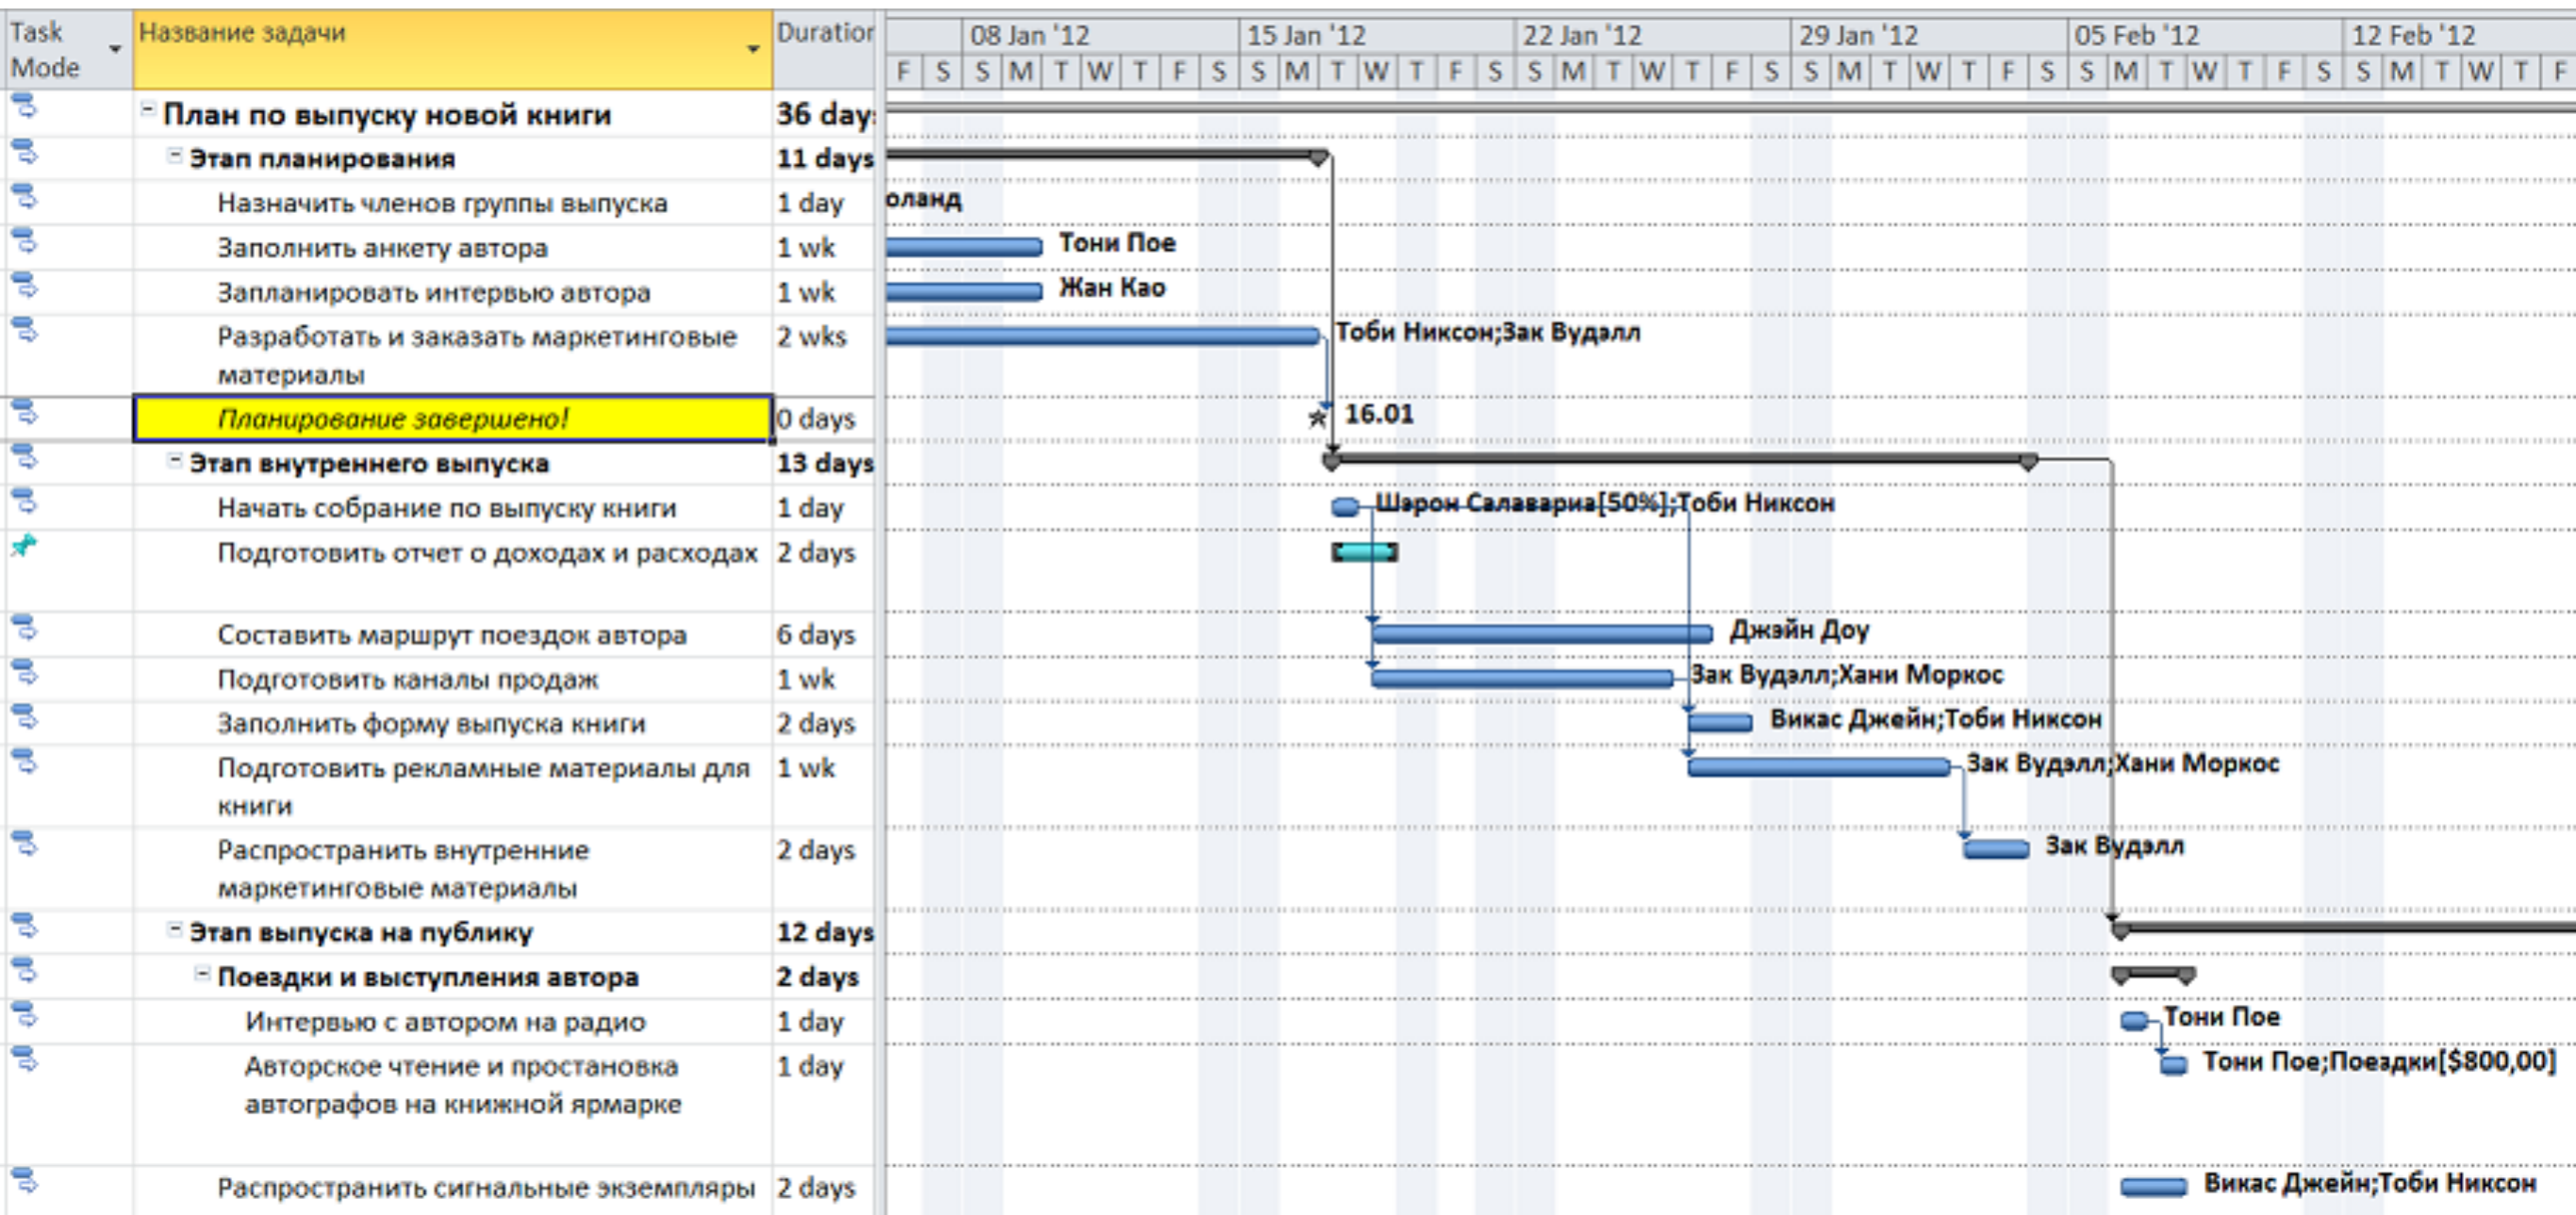 Task Mode
Название задачи
Duration
08 Jan '12
15 Jan '12
22 Jan '12
29 Jan '12
05 Feb '12
12 Feb '12
F S S M T W T F S S M T W T F S S M T W T F S S M T W T F S S M T W T F S S M T W T F
План по выпуску новой книги
36 days
Этап планирования
11 days
Назначить членов группы выпуска
1 day
оланд
Заполнить анкету автора
1 wk
Тони Пое
Запланировать интервью автора
1 wk
Жан Као
Разработать и заказать маркетинговые
материалы
2 wks
Тоби Никсон;Зак Вудэлл
Планирование завершено!
0 days
16.01
Этап внутреннего выпуска
13 days
Начать собрание по выпуску книги
1 day
Шэрон Салавариа[50%];Тоби Никсон
Подготовить отчет о доходах и расходах
2 days
Составить маршрут поездок автора
6 days
Джэйн Доу
Подготовить каналы продаж
1 wk
Зак Вудэлл;Хани Моркос
Заполнить форму выпуска книги
2 days
Викас Джейн;Тоби Никсон
Подготовить рекламные материалы для
книги
1 wk
Зак Вудэлл;Хани Моркос
Распространить внутренние
маркетинговые материалы
2 days
Зак Вудэлл
Этап выпуска на публику
12 days
Поездки и выступления автора
2 days
Интервью с автором на радио
1 day
Тони Пое
Авторское чтение и простановка
автографов на книжной ярмарке
1 day
Тони Пое;Поездки[$800,00]
Распространить сигнальные экземпляры
2 days
Викас Джейн;Тоби Никсон